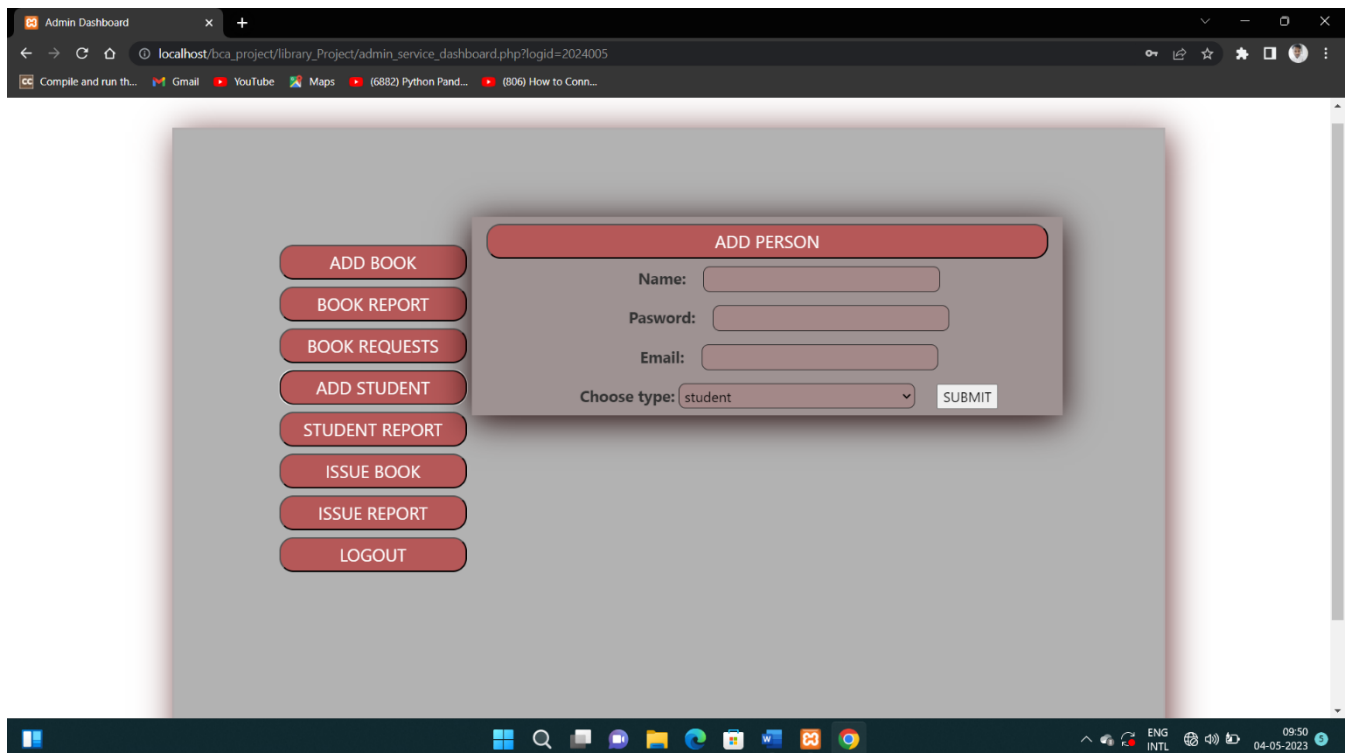 Admin Dashboard
localhost/bca_project/library_Project/admin_service_dashboard.php?logid=2024005
CC Compile and run th... Gmail YouTube Maps (6882) Python Pand... (806) How to Conn...
ADD PERSON
Name:
Pasword:
Email:
Choose type: student SUBMIT
ADD BOOK
BOOK REPORT
BOOK REQUESTS
ADD STUDENT
STUDENT REPORT
ISSUE BOOK
ISSUE REPORT
LOGOUT
ENG
INTL
09:50
04-05-2023
5